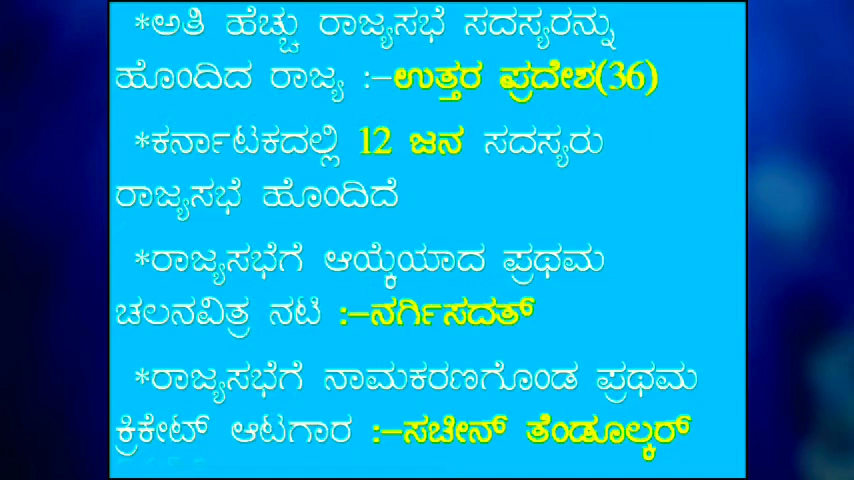 *ಅತಿ ಹೆಚ್ಚು ರಾಜ್ಯಸಭೆ ಸದಸ್ಯರನ್ನು
ಹೊಂದಿದ ರಾಜ್ಯ :-ಉತ್ತರ ಪ್ರದೇಶ(36)
*ಕರ್ನಾಟಕದಲ್ಲಿ 12 ಜನ ಸದಸ್ಯರು
ರಾಜ್ಯಸಭೆ ಹೊಂದಿದೆ
*ರಾಜ್ಯಸಭೆಗೆ ಆಯ್ಕೆಯಾದ ಪ್ರಥಮ
ಚಲನವಿತ್ರ ನಟಿ :-ನರ್ಗಿಸದತ್
*ರಾಜ್ಯಸಭೆಗೆ ನಾಮಕರಣಗೊಂಡ ಪ್ರಥಮ
ಕ್ರಿಕೇಟ್ ಆಟಗಾರ :-ಸಚೀನ್ ತೆಂಡೂಲ್ಕರ್